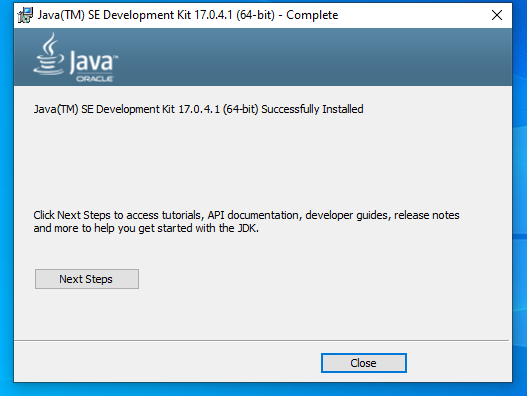 Java(TM) SE Development Kit 17.0.4.1 (64-bit) - Complete
Java™
ORACLE
Java(TM) SE Development Kit 17.0.4.1 (64-bit) Successfully Installed
Click Next Steps to access tutorials, API documentation, developer guides, release notes
and more to help you get started with the JDK.
Next Steps
Close